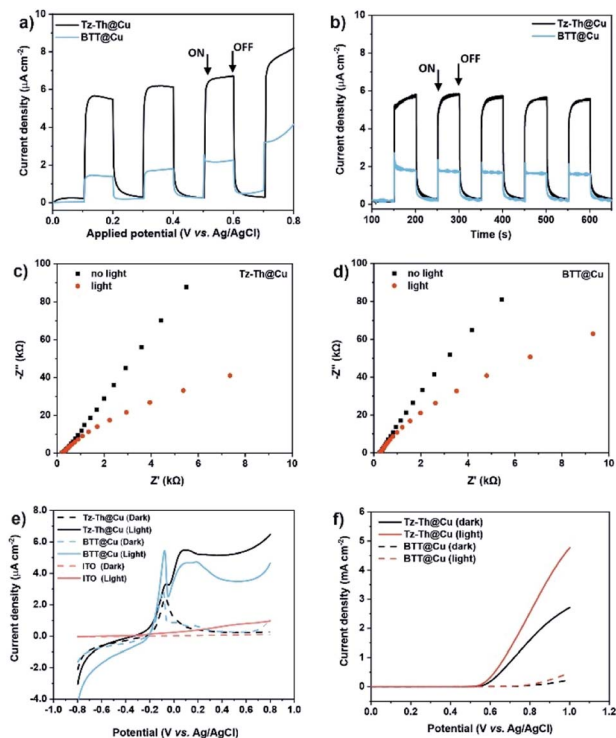 a)
Tz-Th@Cu
BTT@Cu
ON
OFF
Current density (µA cm⁻²)
8
6
4
2
0
0.0 0.2 0.4 0.6 0.8
Applied potential (V vs. Ag/AgCl)
b)
Tz-Th@Cu
BTT@Cu
ON
OFF
Current density (µA cm⁻²)
10
8
6
4
2
0
100 200 300 400 500 600
Time (s)
c)
no light
light
Tz-Th@Cu
-Z'' (kΩ)
100
80
60
40
20
0
0 2 4 6 8 10
Z' (kΩ)
d)
no light
light
BTT@Cu
-Z'' (kΩ)
100
80
60
40
20
0
0 2 4 6 8 10
Z' (kΩ)
e)
Tz-Th@Cu (Dark)
Tz-Th@Cu (Light)
BTT@Cu (Dark)
BTT@Cu (Light)
ITO (Dark)
ITO (Light)
Current density (µA cm⁻²)
8.0
6.0
4.0
2.0
0.0
-2.0
-4.0
-0.8 -0.6 -0.4 -0.2 0.0 0.2 0.4 0.6 0.8
Potential (V vs. Ag/AgCl)
f)
Tz-Th@Cu (dark)
Tz-Th@Cu (light)
BTT@Cu (dark)
BTT@Cu (light)
Current density (mA cm⁻²)
6
5
4
3
2
1
0
0.0 0.2 0.4 0.6 0.8 1.0 1.2
Potential (V vs. Ag/AgCl)